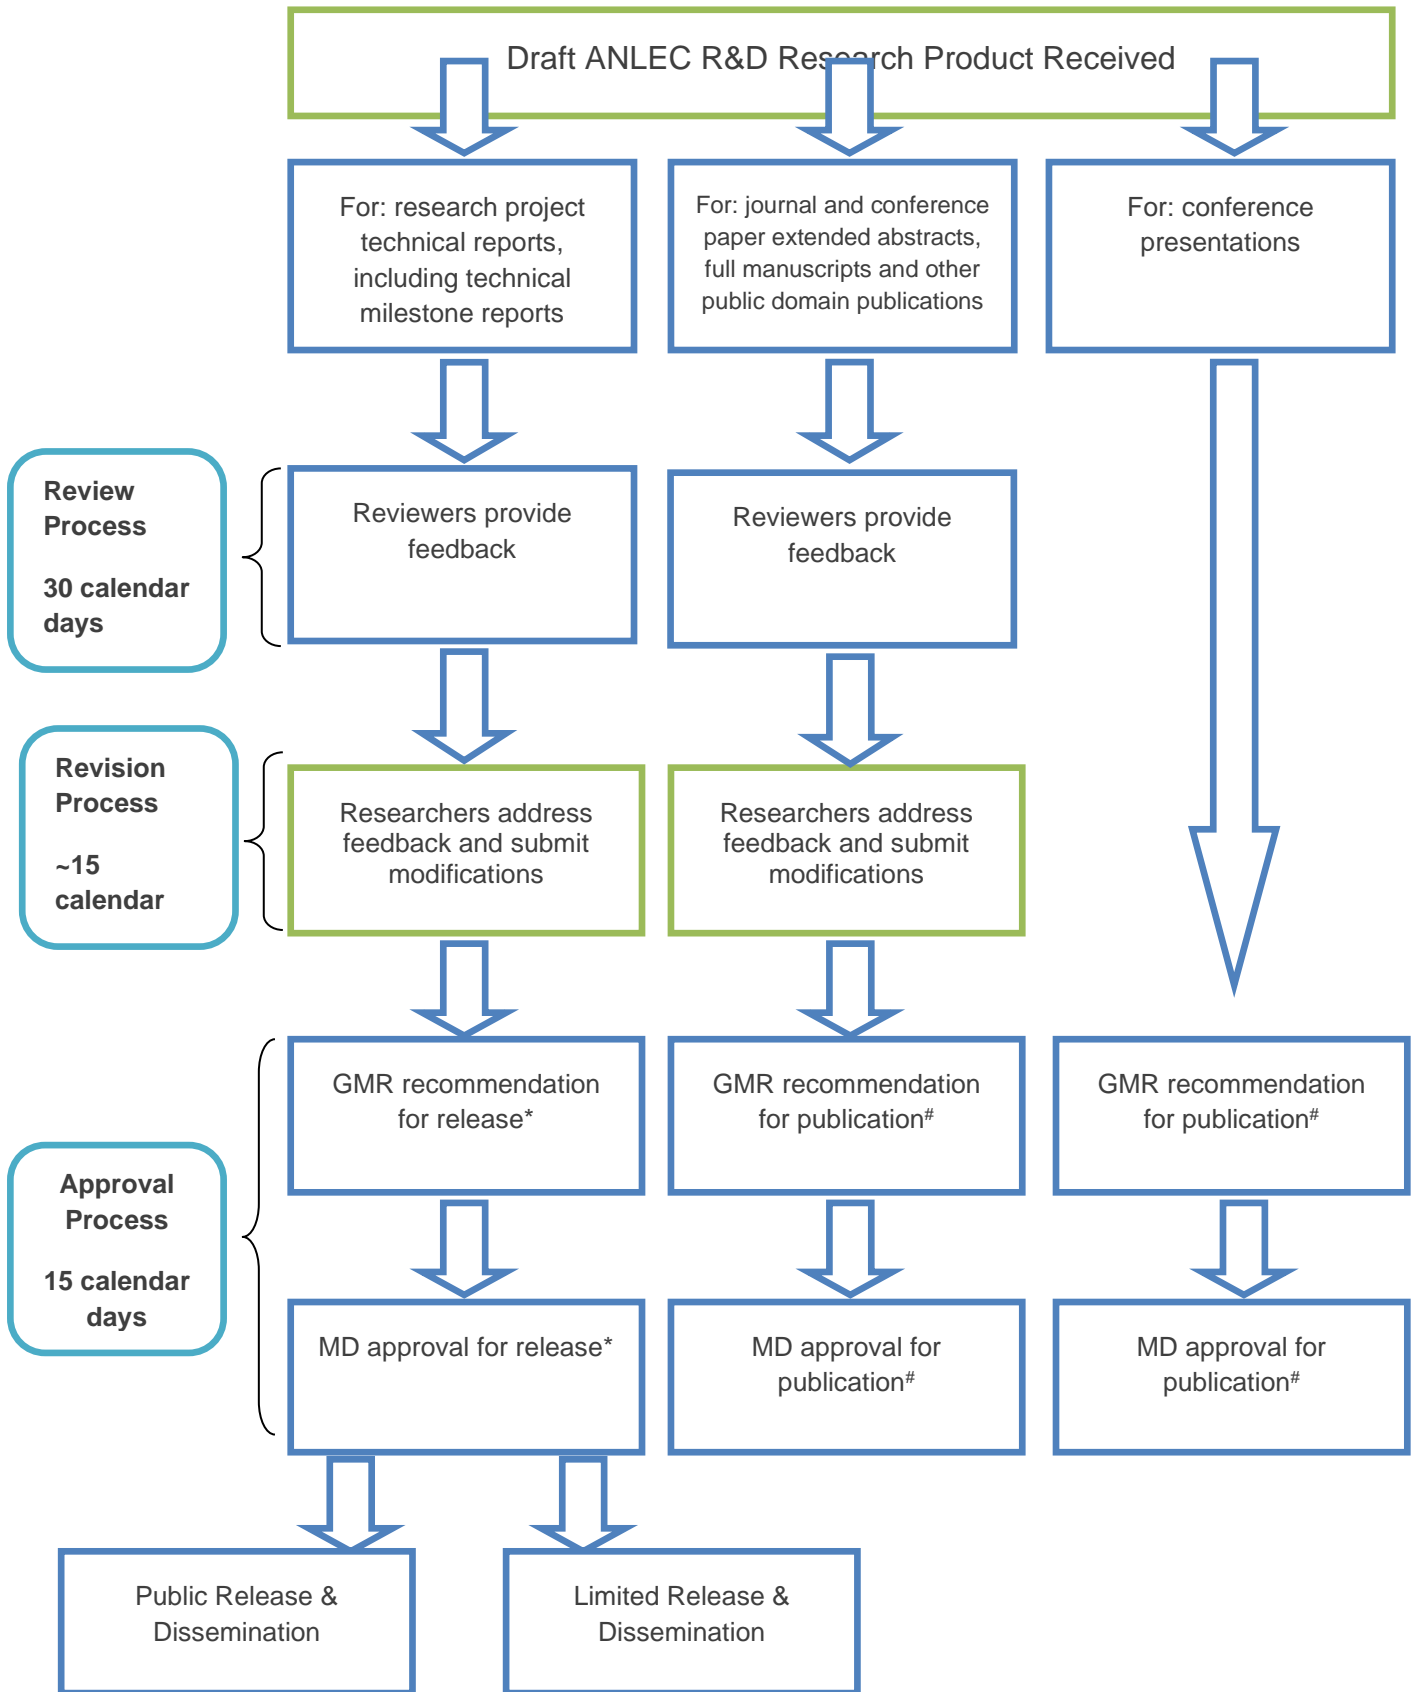 Draft ANLEC R&D Research Product Received
For: research project
technical reports,
including technical
milestone reports
For: journal and conference
paper extended abstracts,
full manuscripts and other
public domain publications
For: conference
presentations
Review
Process
30 calendar
days
Reviewers provide
feedback
Reviewers provide
feedback
Revision
Process
~15
calendar
Researchers address
feedback and submit
modifications
Researchers address
feedback and submit
modifications
Approval
Process
15 calendar
days
GMR recommendation
for release*
GMR recommendation
for publication#
GMR recommendation
for publication#
MD approval for release*
MD approval for
publication#
MD approval for
publication#
Public Release &
Dissemination
Limited Release &
Dissemination